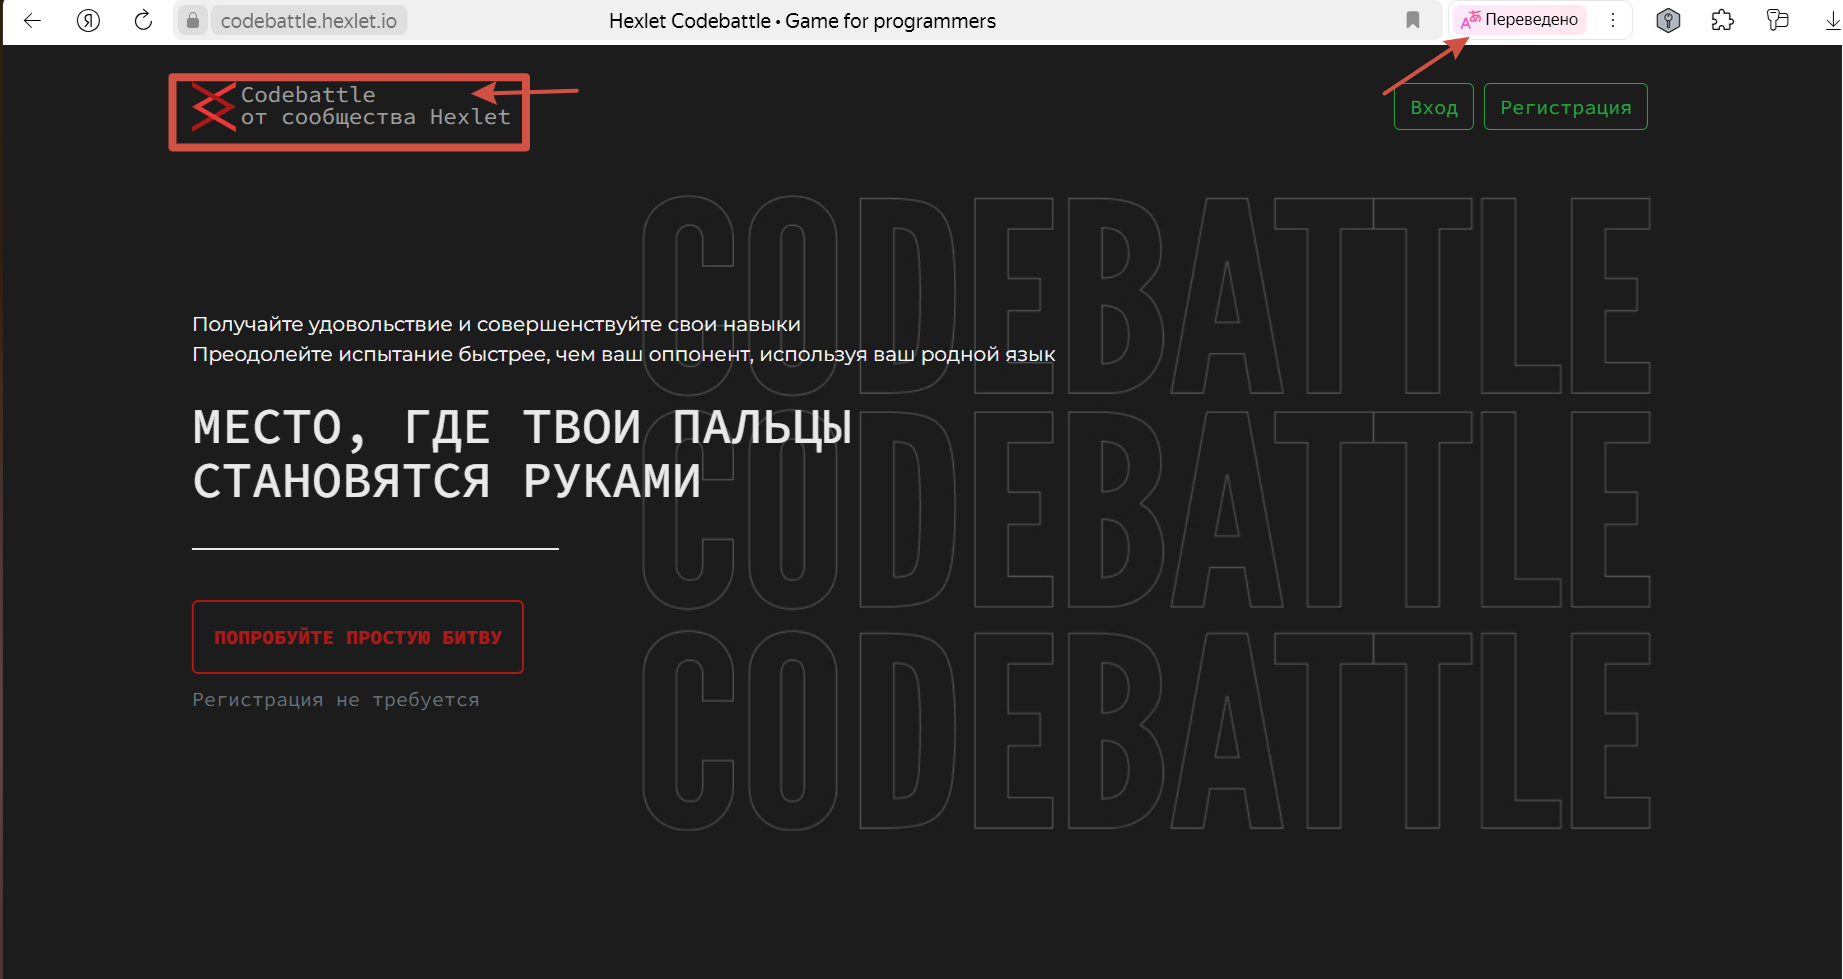 codebattle.hexlet.io
Hexlet Codebattle • Game for programmers
Переведено
Codebattle
от сообщества Hexlet
Вход
Регистрация
CODEBATTLE
Получайте удовольствие и совершенствуйте свои навыки
Преодолейте испытание быстрее, чем ваш оппонент, используя ваш родной язык
МЕСТО, ГДЕ ТВОИ ПАЛЬЦЫ
СТАНОВЯТСЯ РУКАМИ
CODEBATTLE
ПОПРОБУЙТЕ ПРОСТУЮ БИТВУ
Регистрация не требуется
CODEBATTLE